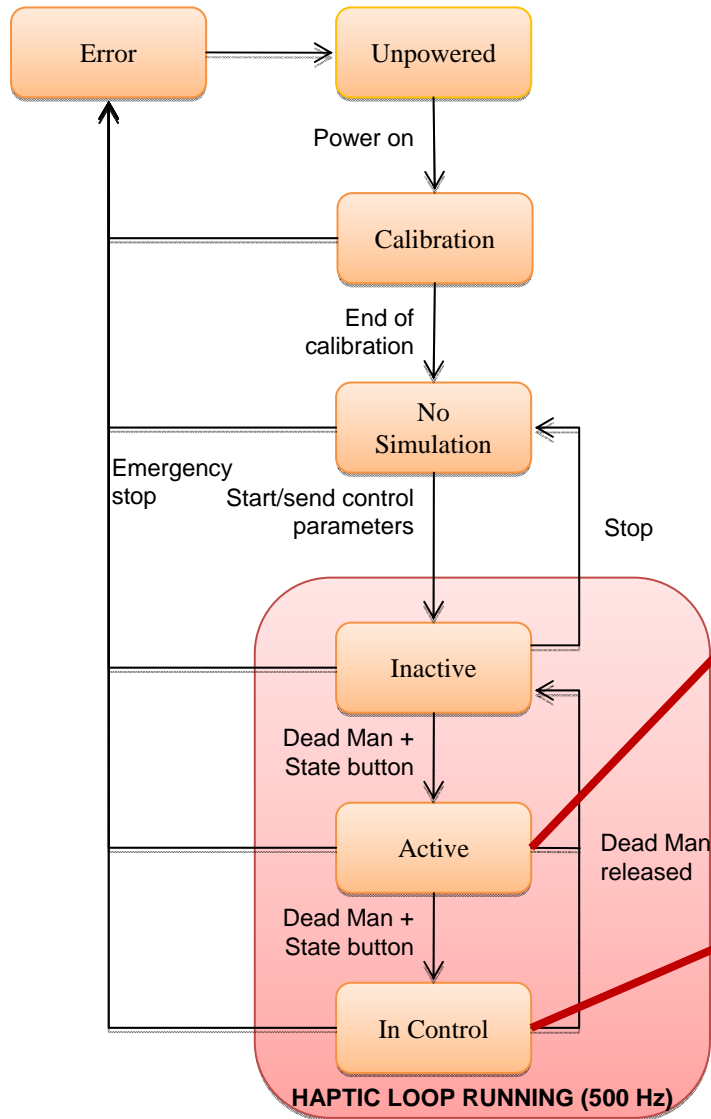 Error
Unpowered
Power on
Calibration
End of
calibration
No
Simulation
Emergency
stop
Start/send control
parameters
Stop
Inactive
Dead Man +
State button
Active
Dead Man
released
Dead Man +
State button
In Control
HAPTIC LOOP RUNNING (500 Hz)